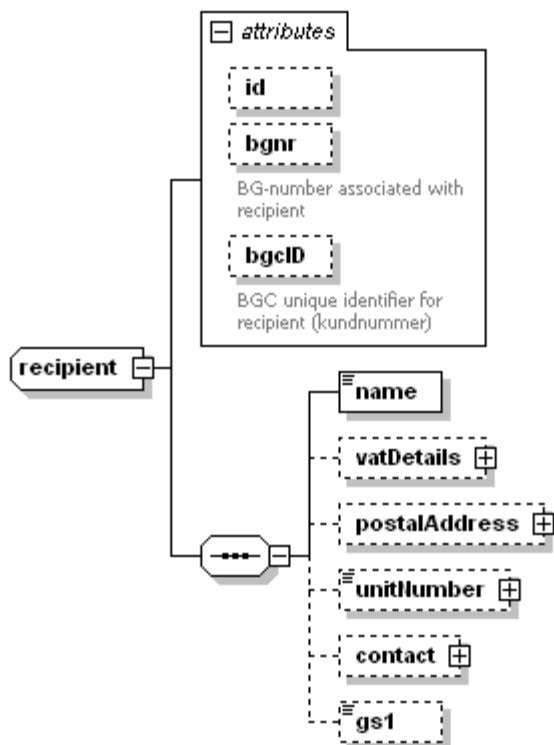 attributes
id
bgnr
BG-number associated with
recipient
bgcID
BGC unique identifier for
recipient (kundnummer)
recipient
name
vatDetails
postalAddress
unitNumber
contact
gs1